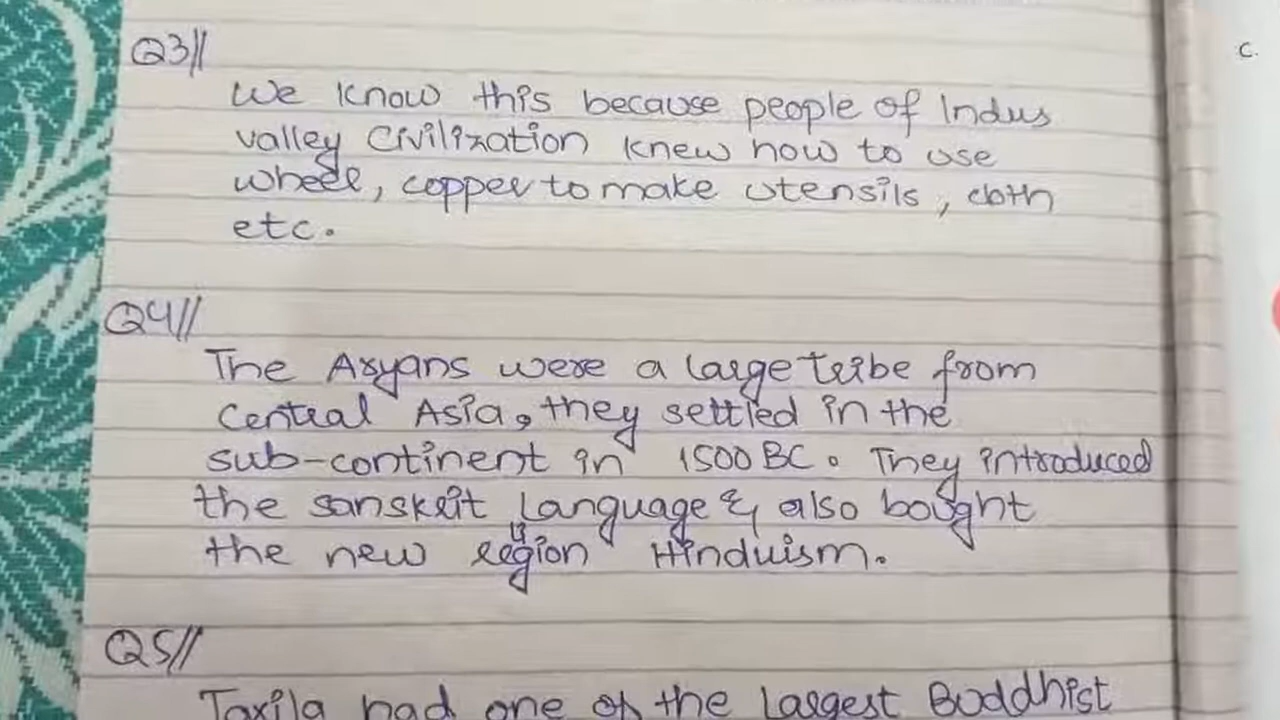 Q3//
We know this because people of Indus
valley Civilization knew how to use
wheel, copper to make utensils, cloth
etc.
Q4//
The Aryans were a large tribe from
Central Asia, they settled in the
sub-continent in 1500 BC. They introduced
the sanskrit language & also bought
the new region Hinduism.
Q5//
Taxila had one of the largest Buddhist
C.